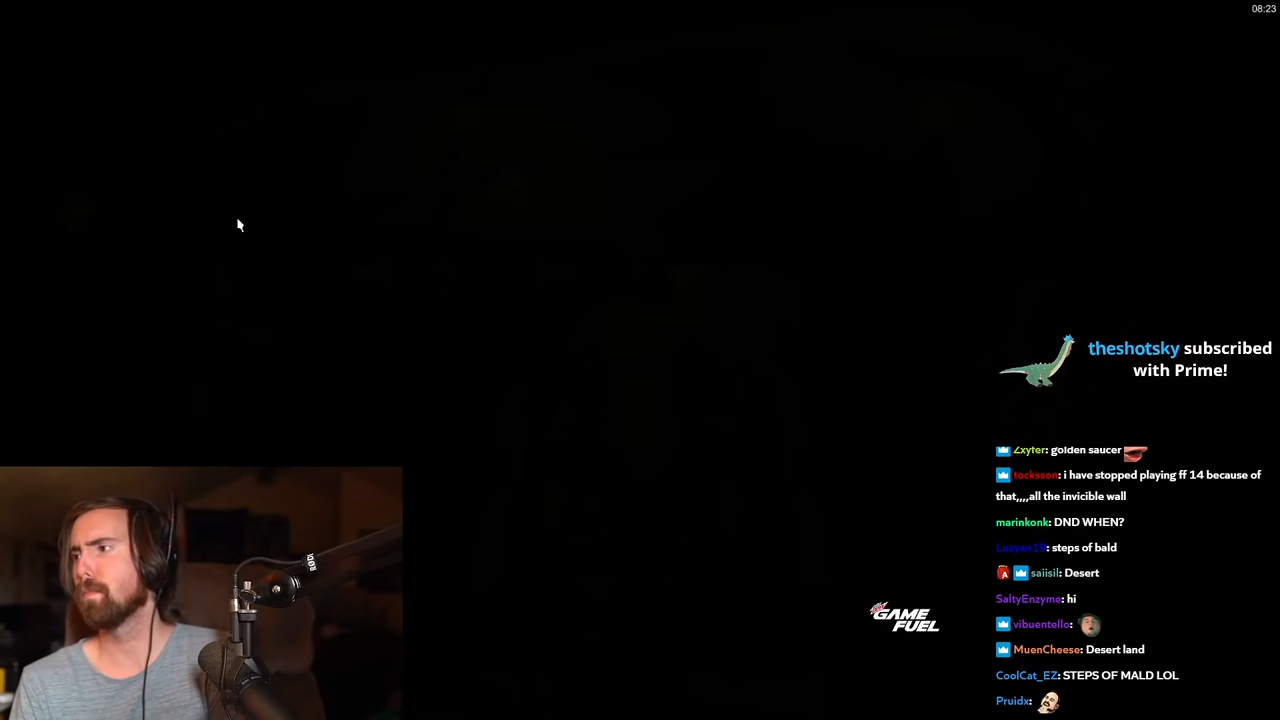 08:23
theshotsky subscribed
with Prime!
Zxyfer: golden saucer
tocksson: i have stopped playing ff 14 because of
that,,,,all the invicible wall
marinkonk: DND WHEN?
steps of bald
saiisil: Desert
SaltyEnzyme: hi
vibuentello:
MuenCheese: Desert land
CoolCat_EZ: STEPS OF MALD LOL
Pruidx:
GAME
FUEL
RØDE